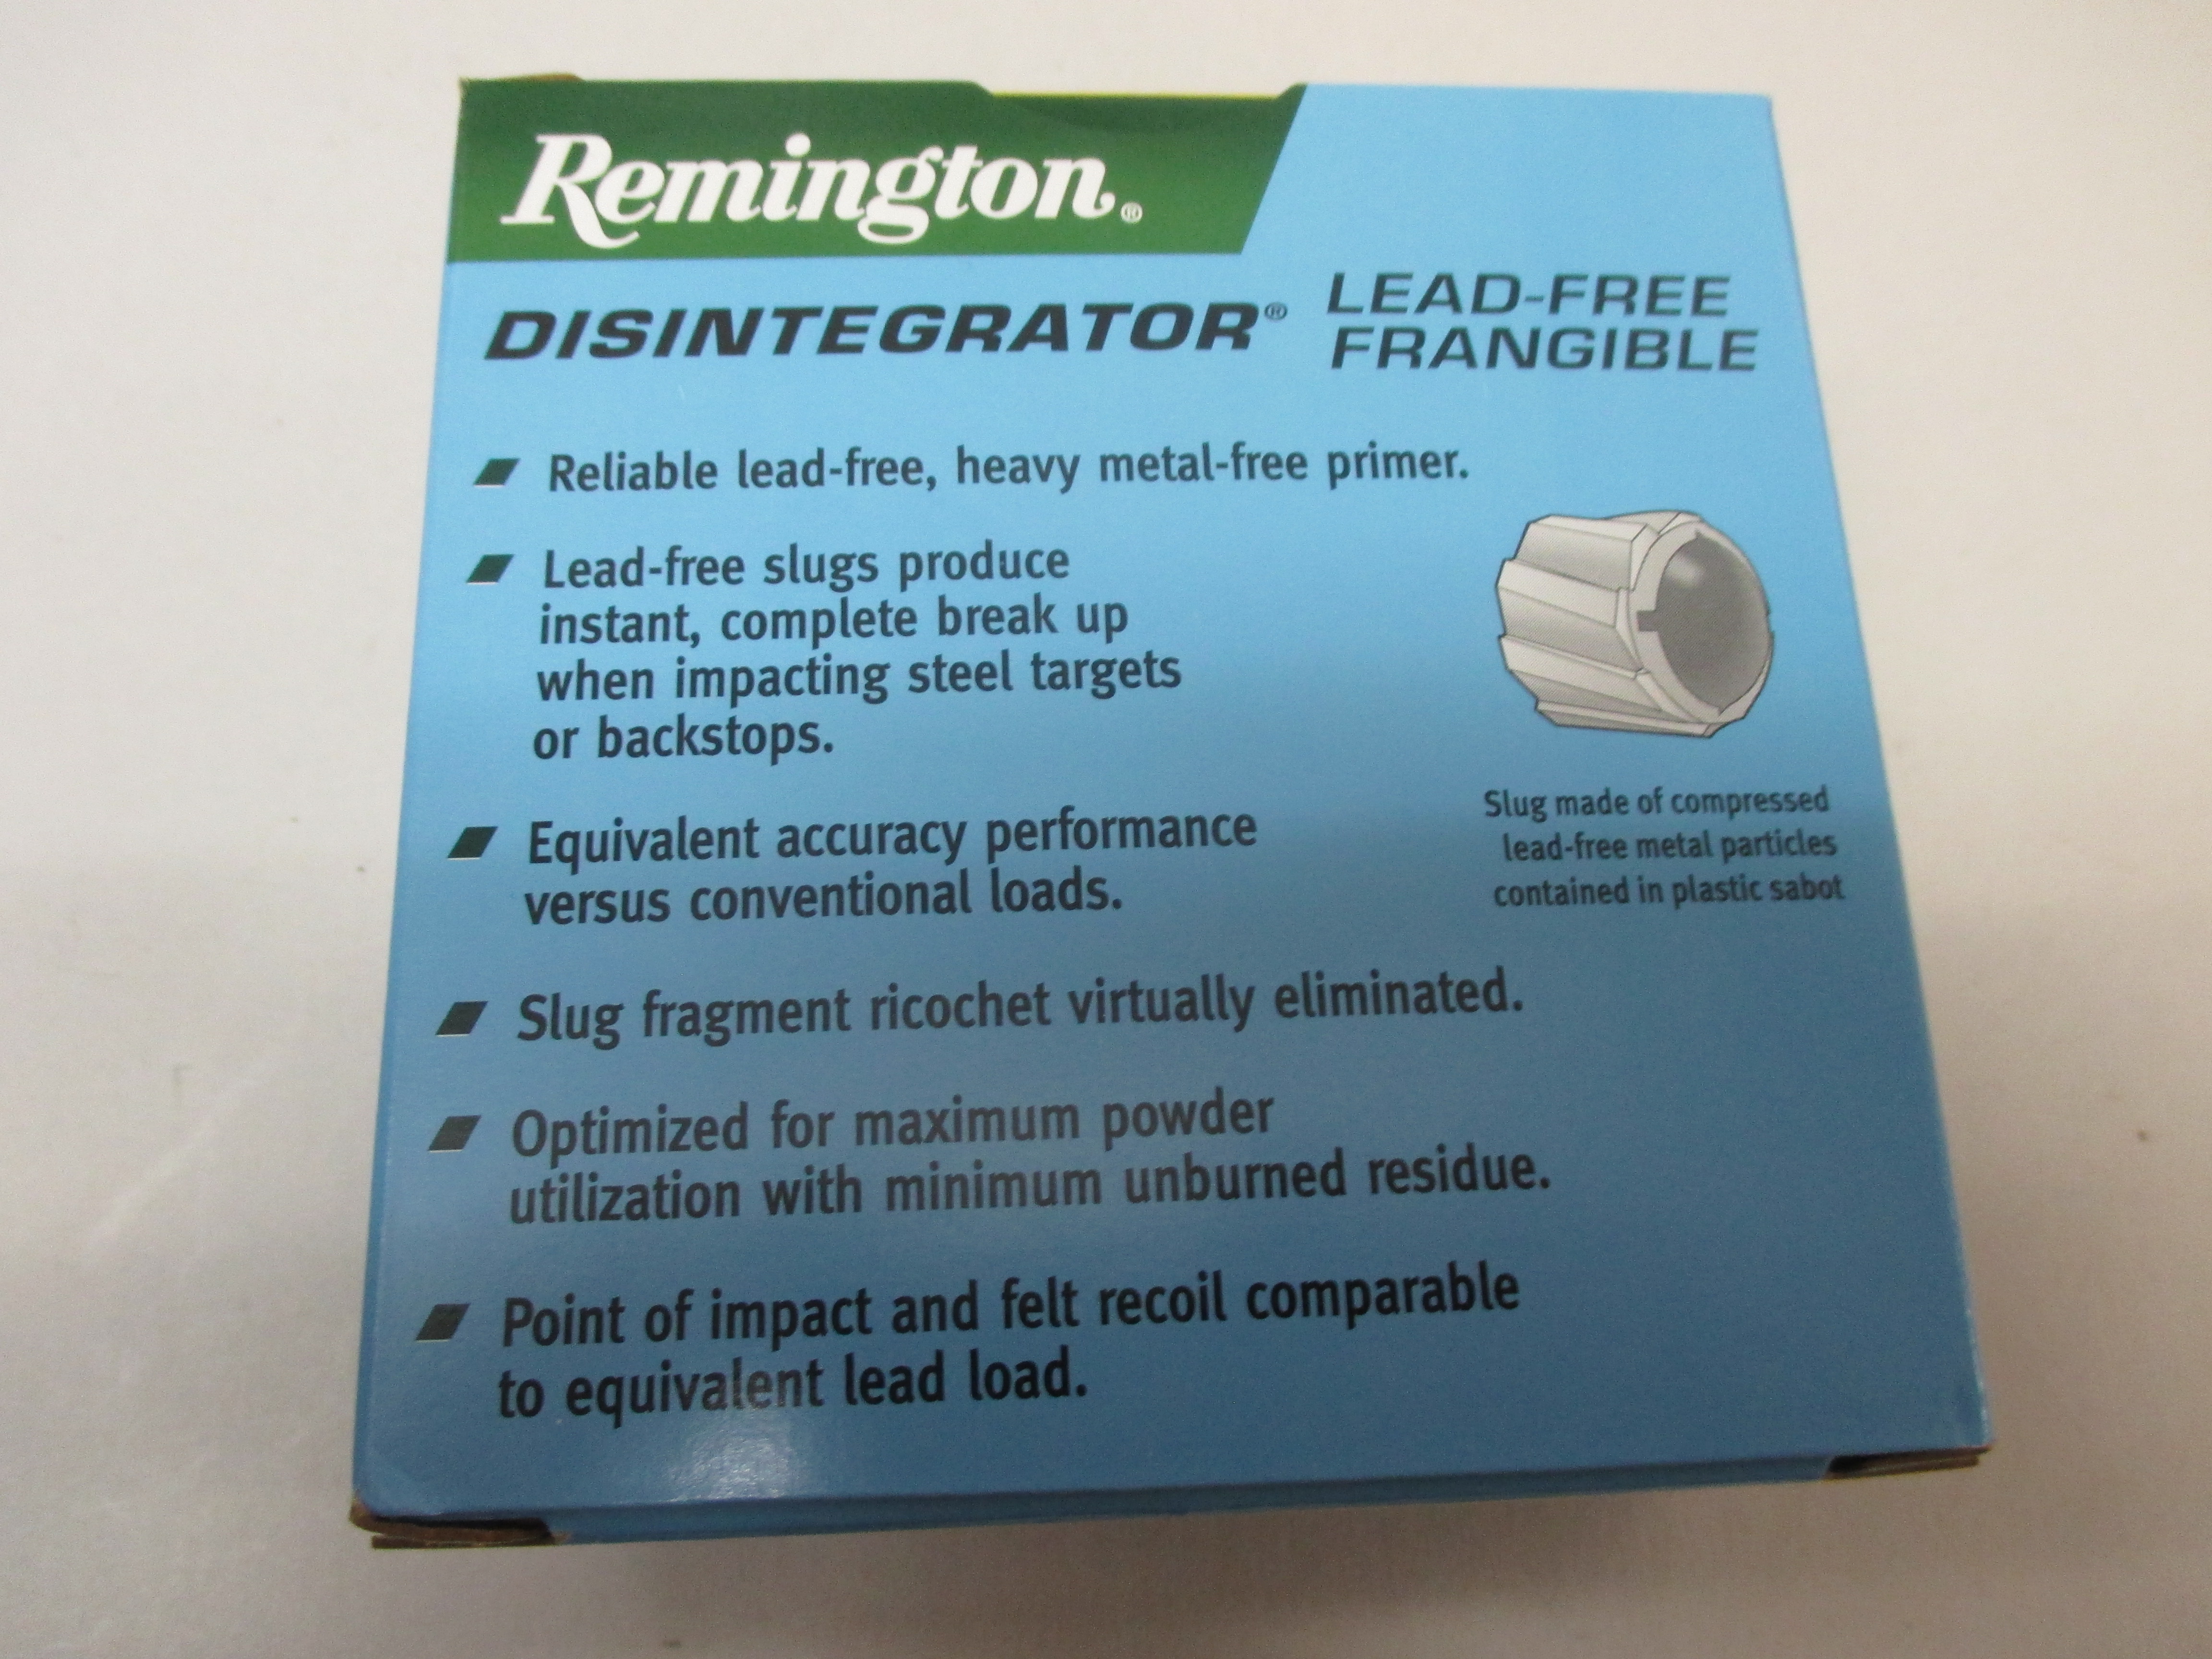 Remington®
DISINTEGRATOR® LEAD-FREE
FRANGIBLE
Reliable lead-free, heavy metal-free primer.
Lead-free slugs produce
instant, complete break up
when impacting steel targets
or backstops.
Slug made of compressed
lead-free metal particles
contained in plastic sabot
Equivalent accuracy performance
versus conventional loads.
Slug fragment ricochet virtually eliminated.
Optimized for maximum powder
utilization with minimum unburned residue.
Point of impact and felt recoil comparable
to equivalent lead load.